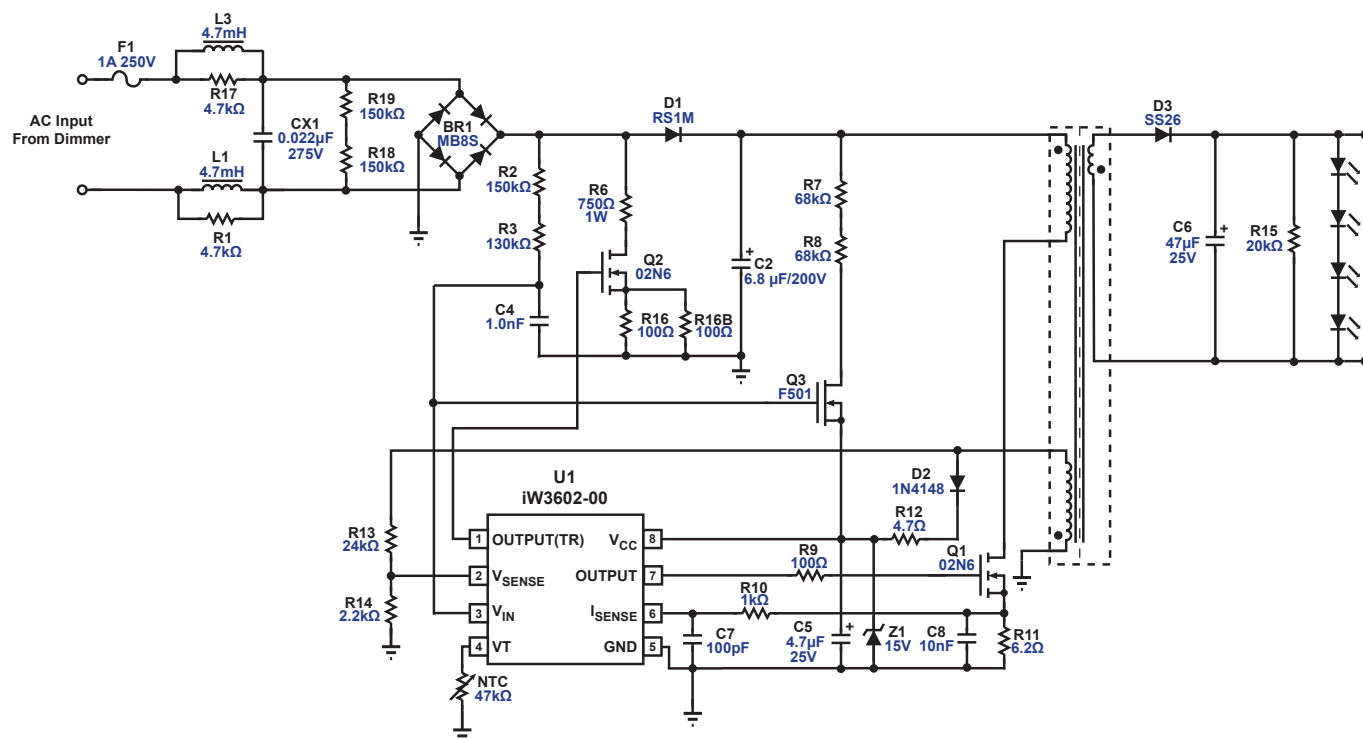 L3
4.7mH
F1
1A 250V
R17
4.7kΩ
AC Input
From Dimmer
CX1
0.022µF
275V
L1
4.7mH
R1
4.7kΩ
R19
150kΩ
R18
150kΩ
BR1
MB8S
R2
150kΩ
R3
130kΩ
C4
1.0nF
R6
750Ω
1W
Q2
02N6
R16
100Ω
R16B
100Ω
D1
RS1M
+
C2
6.8 µF/200V
R7
68kΩ
R8
68kΩ
Q3
F501
D3
SS26
+
C6
47µF
25V
R15
20kΩ
U1
iW3602-00
1
OUTPUT(TR)
2
VSENSE
3
VIN
4
VT
VCC
8
OUTPUT
7
ISENSE
6
GND
5
R13
24kΩ
R14
2.2kΩ
NTC
47kΩ
D2
1N4148
R12
4.7Ω
R9
100Ω
Q1
02N6
R10
1kΩ
C7
100pF
+
C5
4.7µF
25V
Z1
15V
C8
10nF
R11
6.2Ω